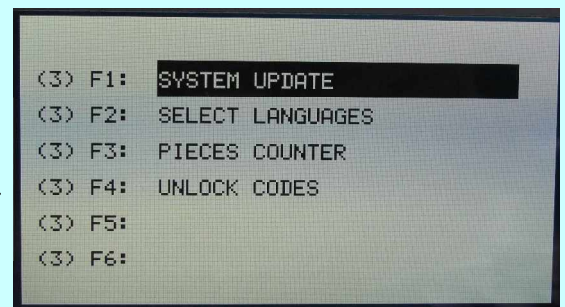 (3) F1: SYSTEM UPDATE
(3) F2: SELECT LANGUAGES
(3) F3: PIECES COUNTER
(3) F4: UNLOCK CODES
(3) F5:
(3) F6: